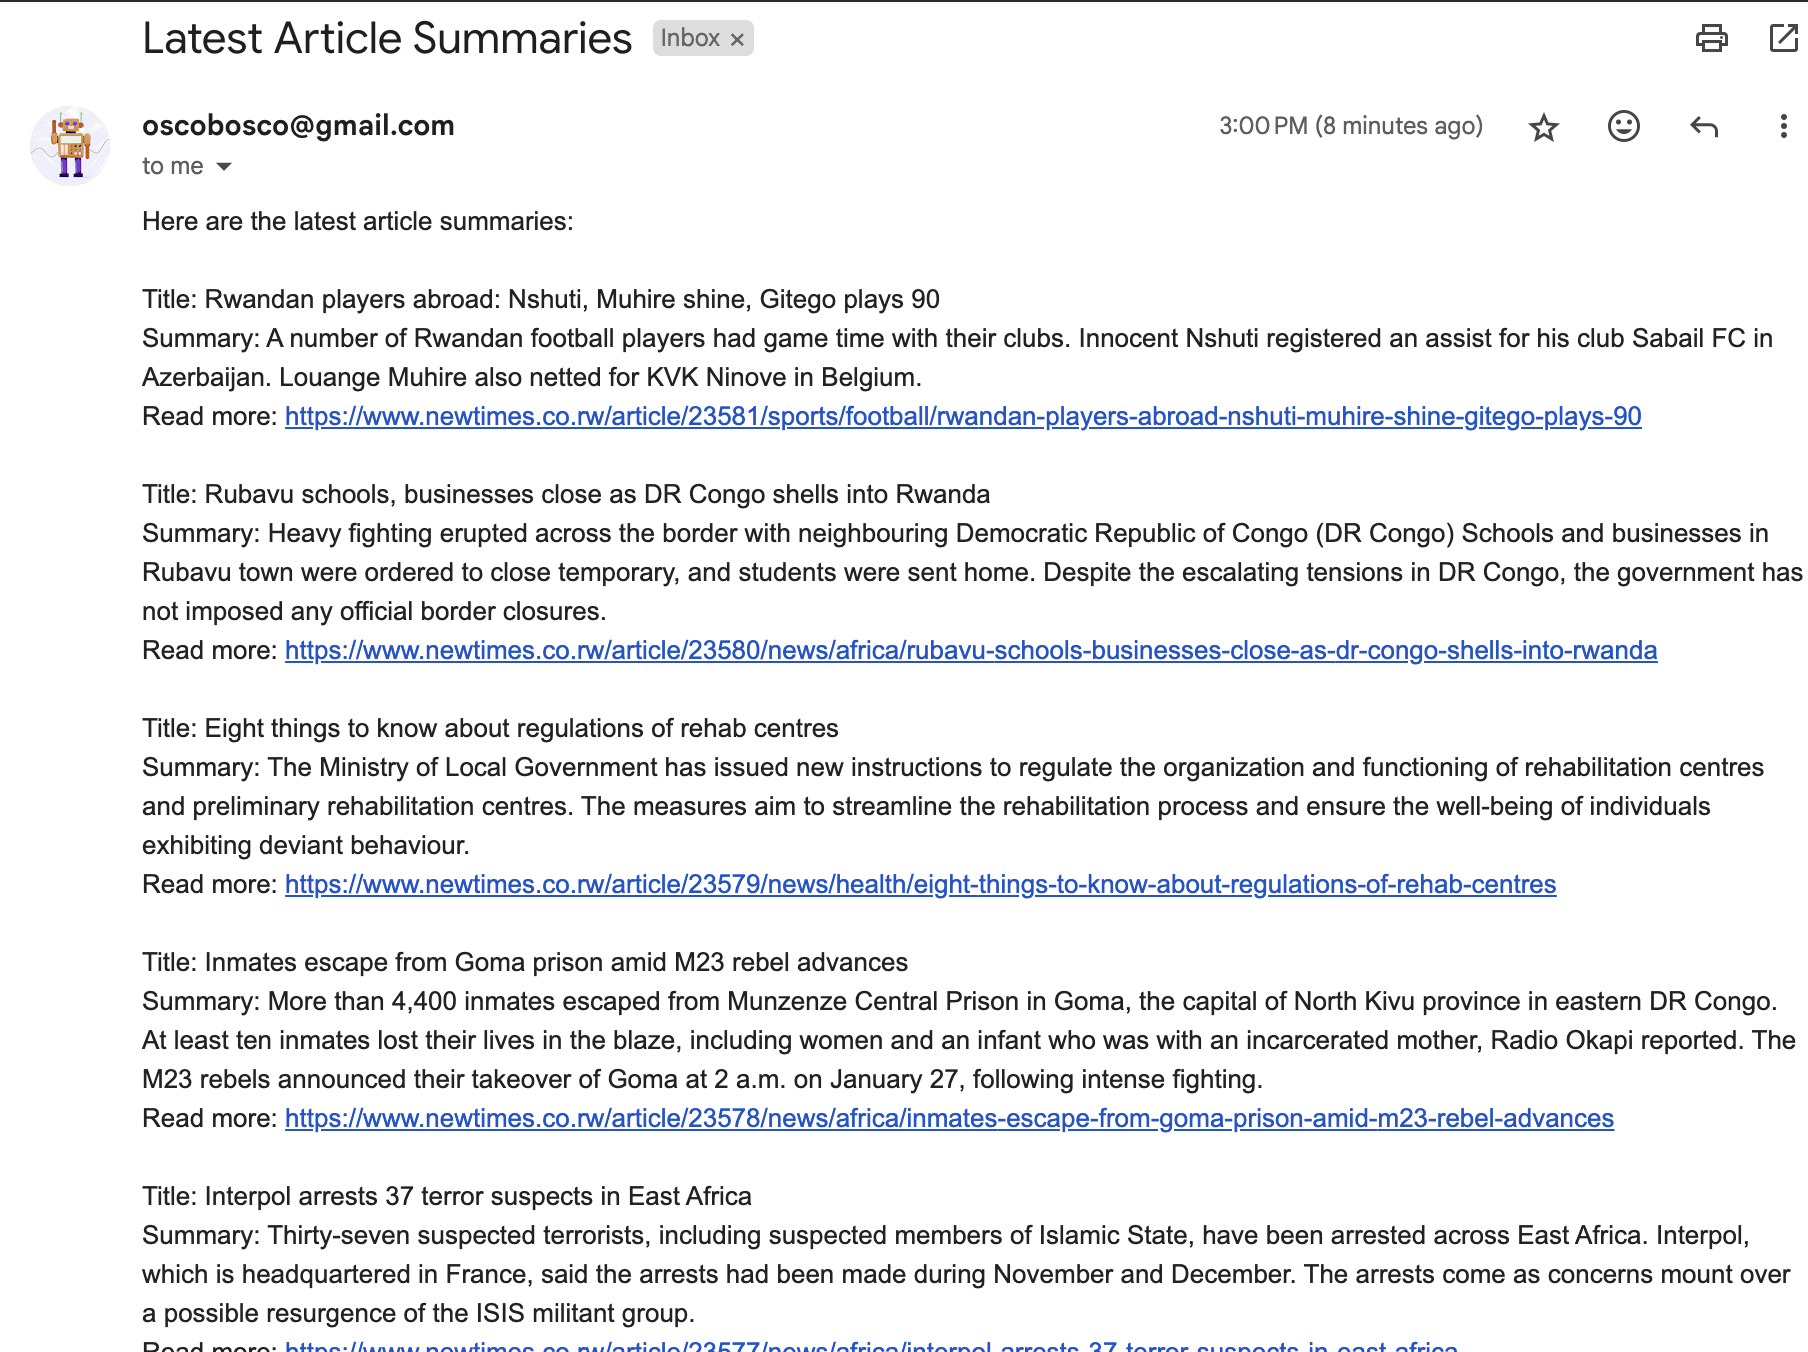 Latest Article Summaries Inbox ×
oscobosco@gmail.com 3:00 PM (8 minutes ago)
to me
Here are the latest article summaries:
Title: Rwandan players abroad: Nshuti, Muhire shine, Gitego plays 90
Summary: A number of Rwandan football players had game time with their clubs. Innocent Nshuti registered an assist for his club Sabail FC in
Azerbaijan. Louange Muhire also netted for KVK Ninove in Belgium.
Read more: https://www.newtimes.co.rw/article/23581/sports/football/rwandan-players-abroad-nshuti-muhire-shine-gitego-plays-90
Title: Rubavu schools, businesses close as DR Congo shells into Rwanda
Summary: Heavy fighting erupted across the border with neighbouring Democratic Republic of Congo (DR Congo) Schools and businesses in
Rubavu town were ordered to close temporary, and students were sent home. Despite the escalating tensions in DR Congo, the government has
not imposed any official border closures.
Read more: https://www.newtimes.co.rw/article/23580/news/africa/rubavu-schools-businesses-close-as-dr-congo-shells-into-rwanda
Title: Eight things to know about regulations of rehab centres
Summary: The Ministry of Local Government has issued new instructions to regulate the organization and functioning of rehabilitation centres
and preliminary rehabilitation centres. The measures aim to streamline the rehabilitation process and ensure the well-being of individuals
exhibiting deviant behaviour.
Read more: https://www.newtimes.co.rw/article/23579/news/health/eight-things-to-know-about-regulations-of-rehab-centres
Title: Inmates escape from Goma prison amid M23 rebel advances
Summary: More than 4,400 inmates escaped from Munzenze Central Prison in Goma, the capital of North Kivu province in eastern DR Congo.
At least ten inmates lost their lives in the blaze, including women and an infant who was with an incarcerated mother, Radio Okapi reported. The
M23 rebels announced their takeover of Goma at 2 a.m. on January 27, following intense fighting.
Read more: https://www.newtimes.co.rw/article/23578/news/africa/inmates-escape-from-goma-prison-amid-m23-rebel-advances
Title: Interpol arrests 37 terror suspects in East Africa
Summary: Thirty-seven suspected terrorists, including suspected members of Islamic State, have been arrested across East Africa. Interpol,
which is headquartered in France, said the arrests had been made during November and December. The arrests come as concerns mount over
a possible resurgence of the ISIS militant group.
Read more: https://www.newtimes.co.rw/article/23577/news/africa/interpol-arrests-37-terror-suspects-in-east-africa